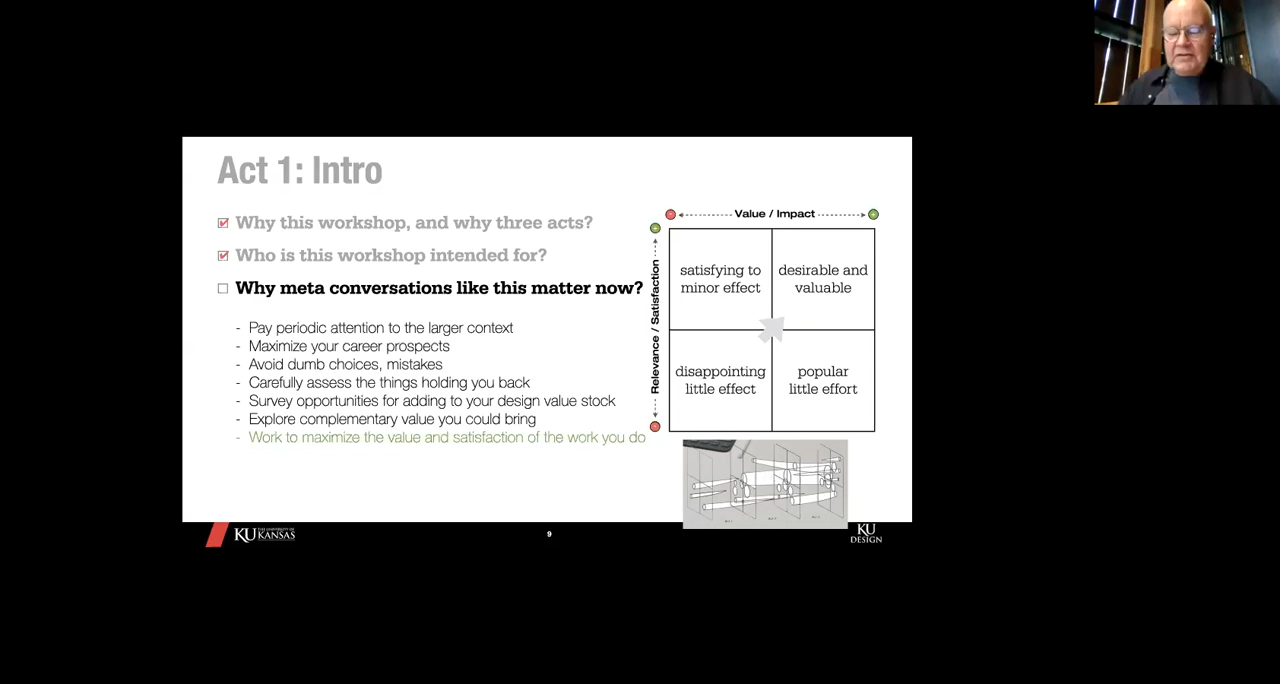 Act 1: Intro
Why this workshop, and why three acts?
Who is this workshop intended for?
Why meta conversations like this matter now?
- Pay periodic attention to the larger context
- Maximize your career prospects
- Avoid dumb choices, mistakes
- Carefully assess the things holding you back
- Survey opportunities for adding to your design value stock
- Explore complementary value you could bring
- Work to maximize the value and satisfaction of the work you do
Value / Impact
Relevance / Satisfaction
satisfying to
minor effect
desirable and
valuable
disappointing
little effect
popular
little effort
KU THE UNIVERSITY OF
KANSAS
9
KU
DESIGN